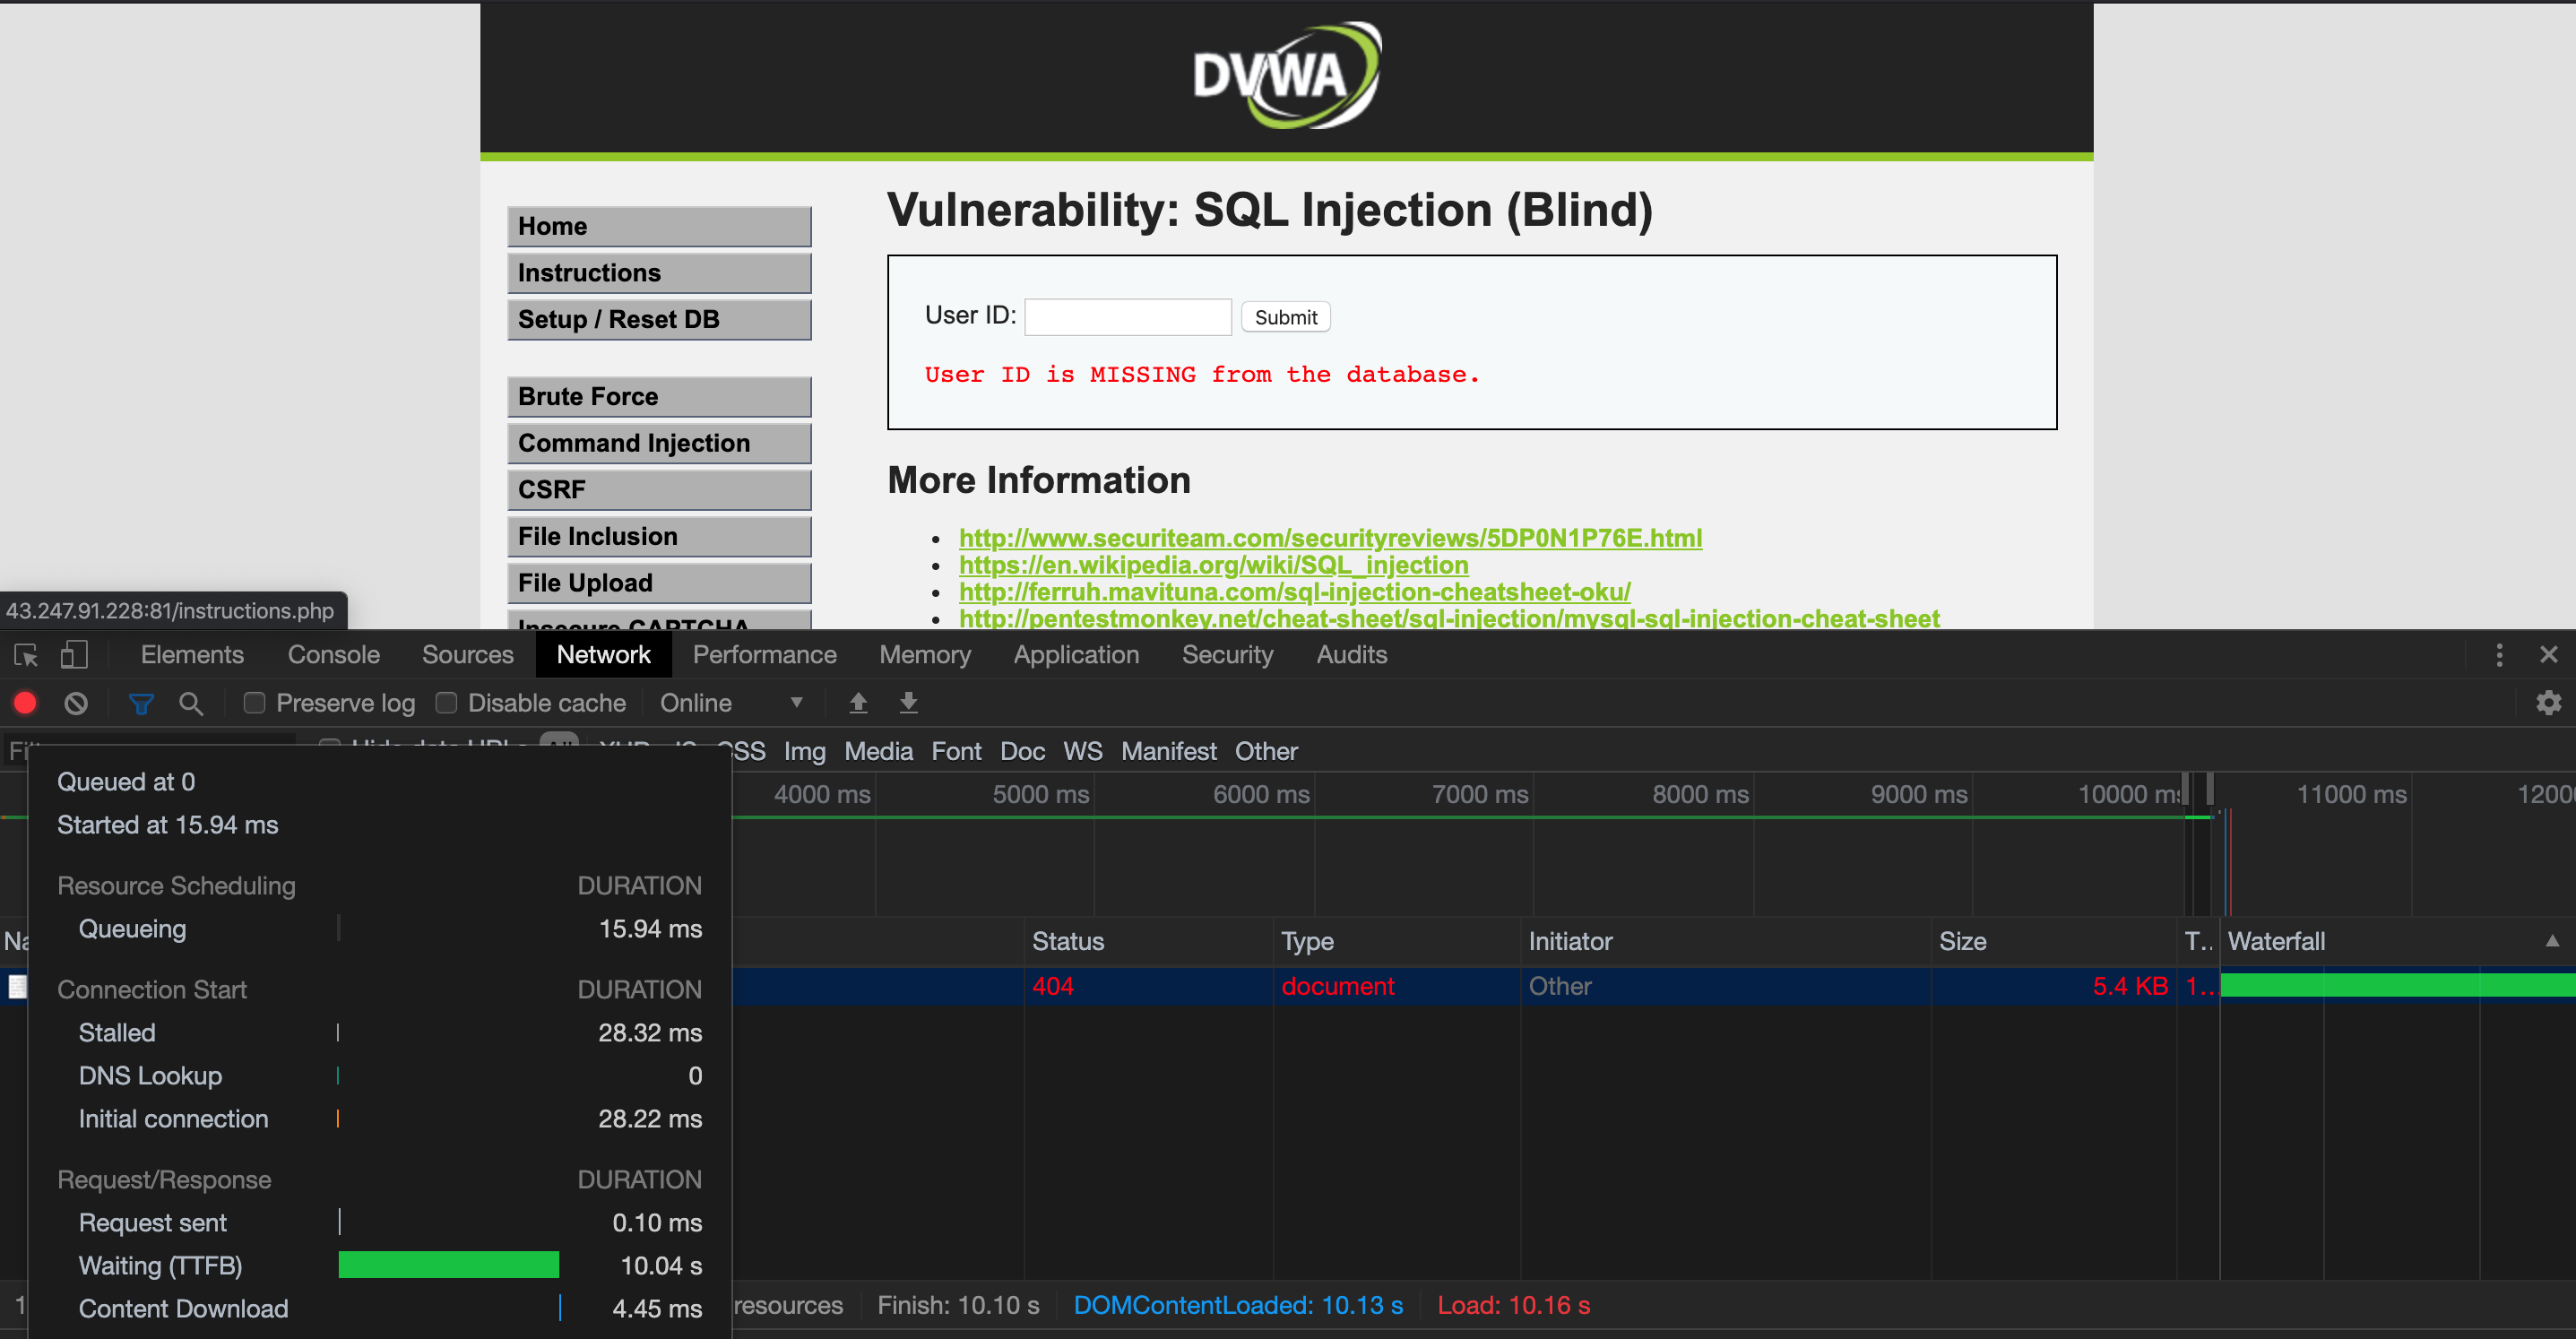 DVWA
Home
Instructions
Setup / Reset DB
Brute Force
Command Injection
CSRF
File Inclusion
File Upload
Insecure CAPTCHA
Vulnerability: SQL Injection (Blind)
User ID:
Submit
User ID is MISSING from the database.
More Information
http://www.securiteam.com/securityreviews/5DP0N1P76E.html
https://en.wikipedia.org/wiki/SQL_injection
http://ferruh.mavituna.com/sql-injection-cheatsheet-oku/
http://pentestmonkey.net/cheat-sheet/sql-injection/mysql-sql-injection-cheat-sheet
43.247.91.228:81/instructions.php
Elements Console Sources Network Performance Memory Application Security Audits
Preserve log Disable cache Online
Hide data URLs All XHR JS CSS Img Media Font Doc WS Manifest Other
4000 ms 5000 ms 6000 ms 7000 ms 8000 ms 9000 ms 10000 ms 11000 ms 1200
Queued at 0
Started at 15.94 ms
Resource Scheduling DURATION
Queueing 15.94 ms
Connection Start DURATION
Stalled 28.32 ms
DNS Lookup 0
Initial connection 28.22 ms
Request/Response DURATION
Request sent 0.10 ms
Waiting (TTFB) 10.04 s
Content Download 4.45 ms
Na Status Type Initiator Size T.. Waterfall
404 document Other 5.4 KB 1...
1 resources Finish: 10.10 s DOMContentLoaded: 10.13 s Load: 10.16 s